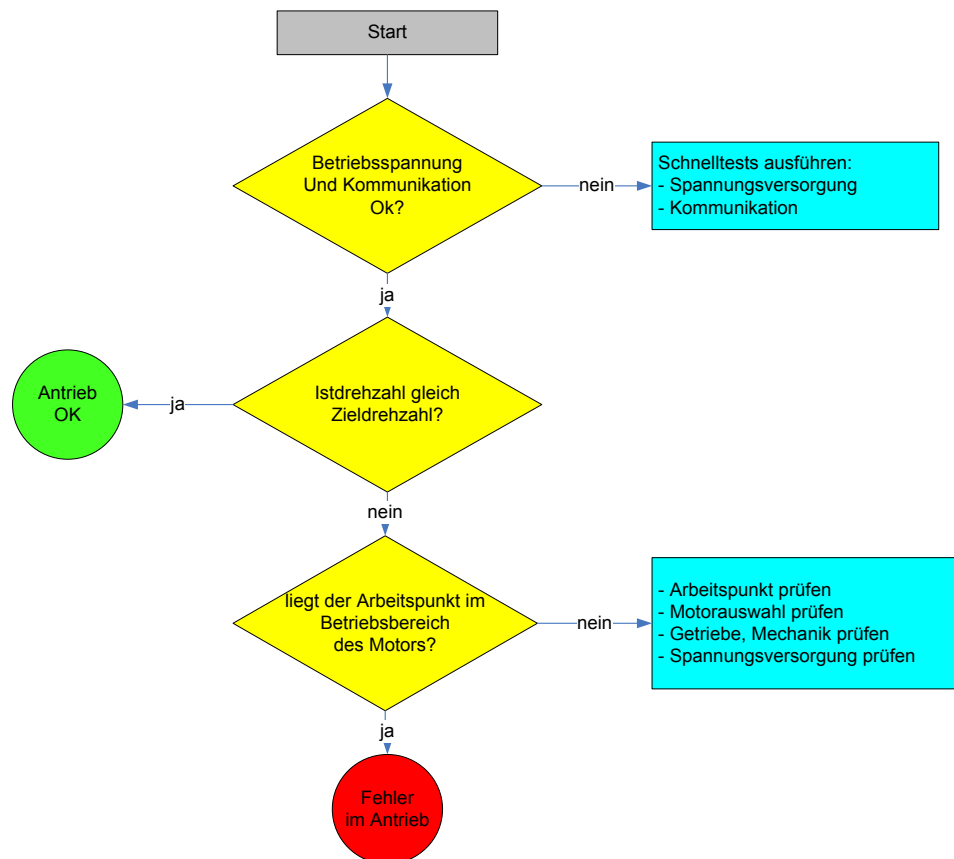 Start
Betriebsspannung
Und Kommunikation
Ok?
nein
Schnelltests ausführen:
- Spannungsversorgung
- Kommunikation
ja
Istdrehzahl gleich
Zieldrehzahl?
ja
Antrieb
OK
nein
liegt der Arbeitspunkt im
Betriebsbereich
des Motors?
nein
- Arbeitspunkt prüfen
- Motorauswahl prüfen
- Getriebe, Mechanik prüfen
- Spannungsversorgung prüfen
ja
Fehler
im Antrieb